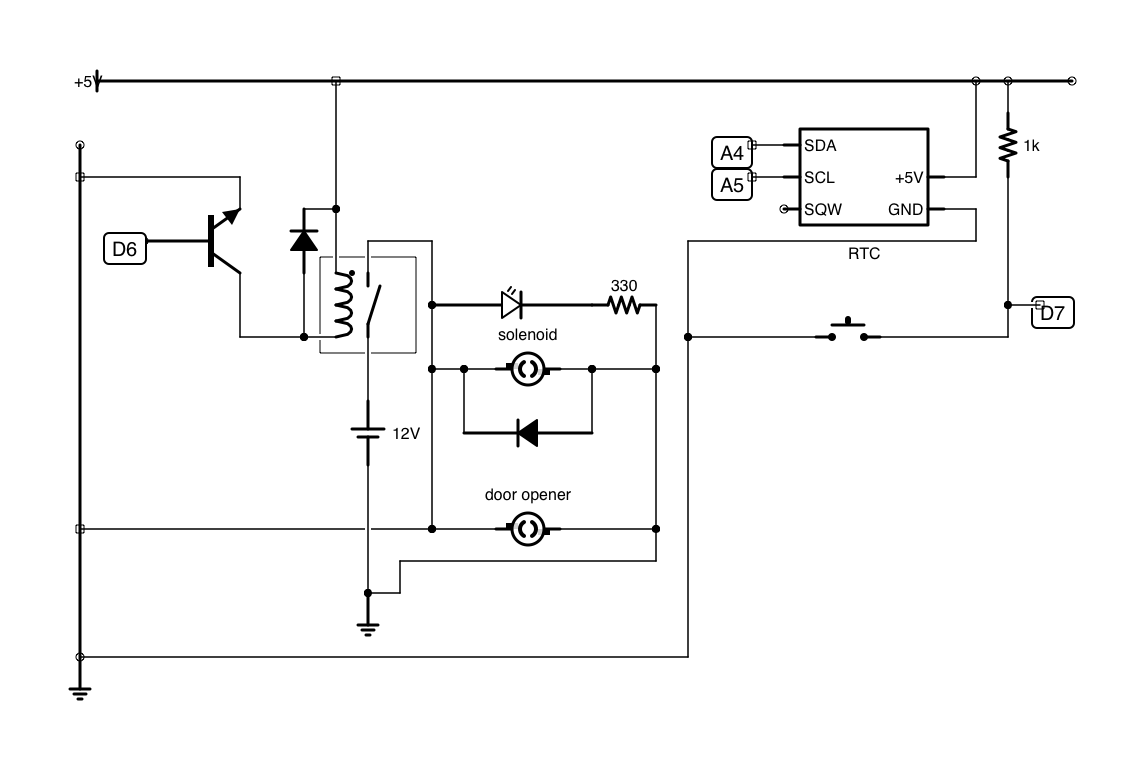 +5V
A4
SDA
1k
A5
SCL
+5V
SQW
GND
D6
RTC
330
D7
solenoid
12V
door opener